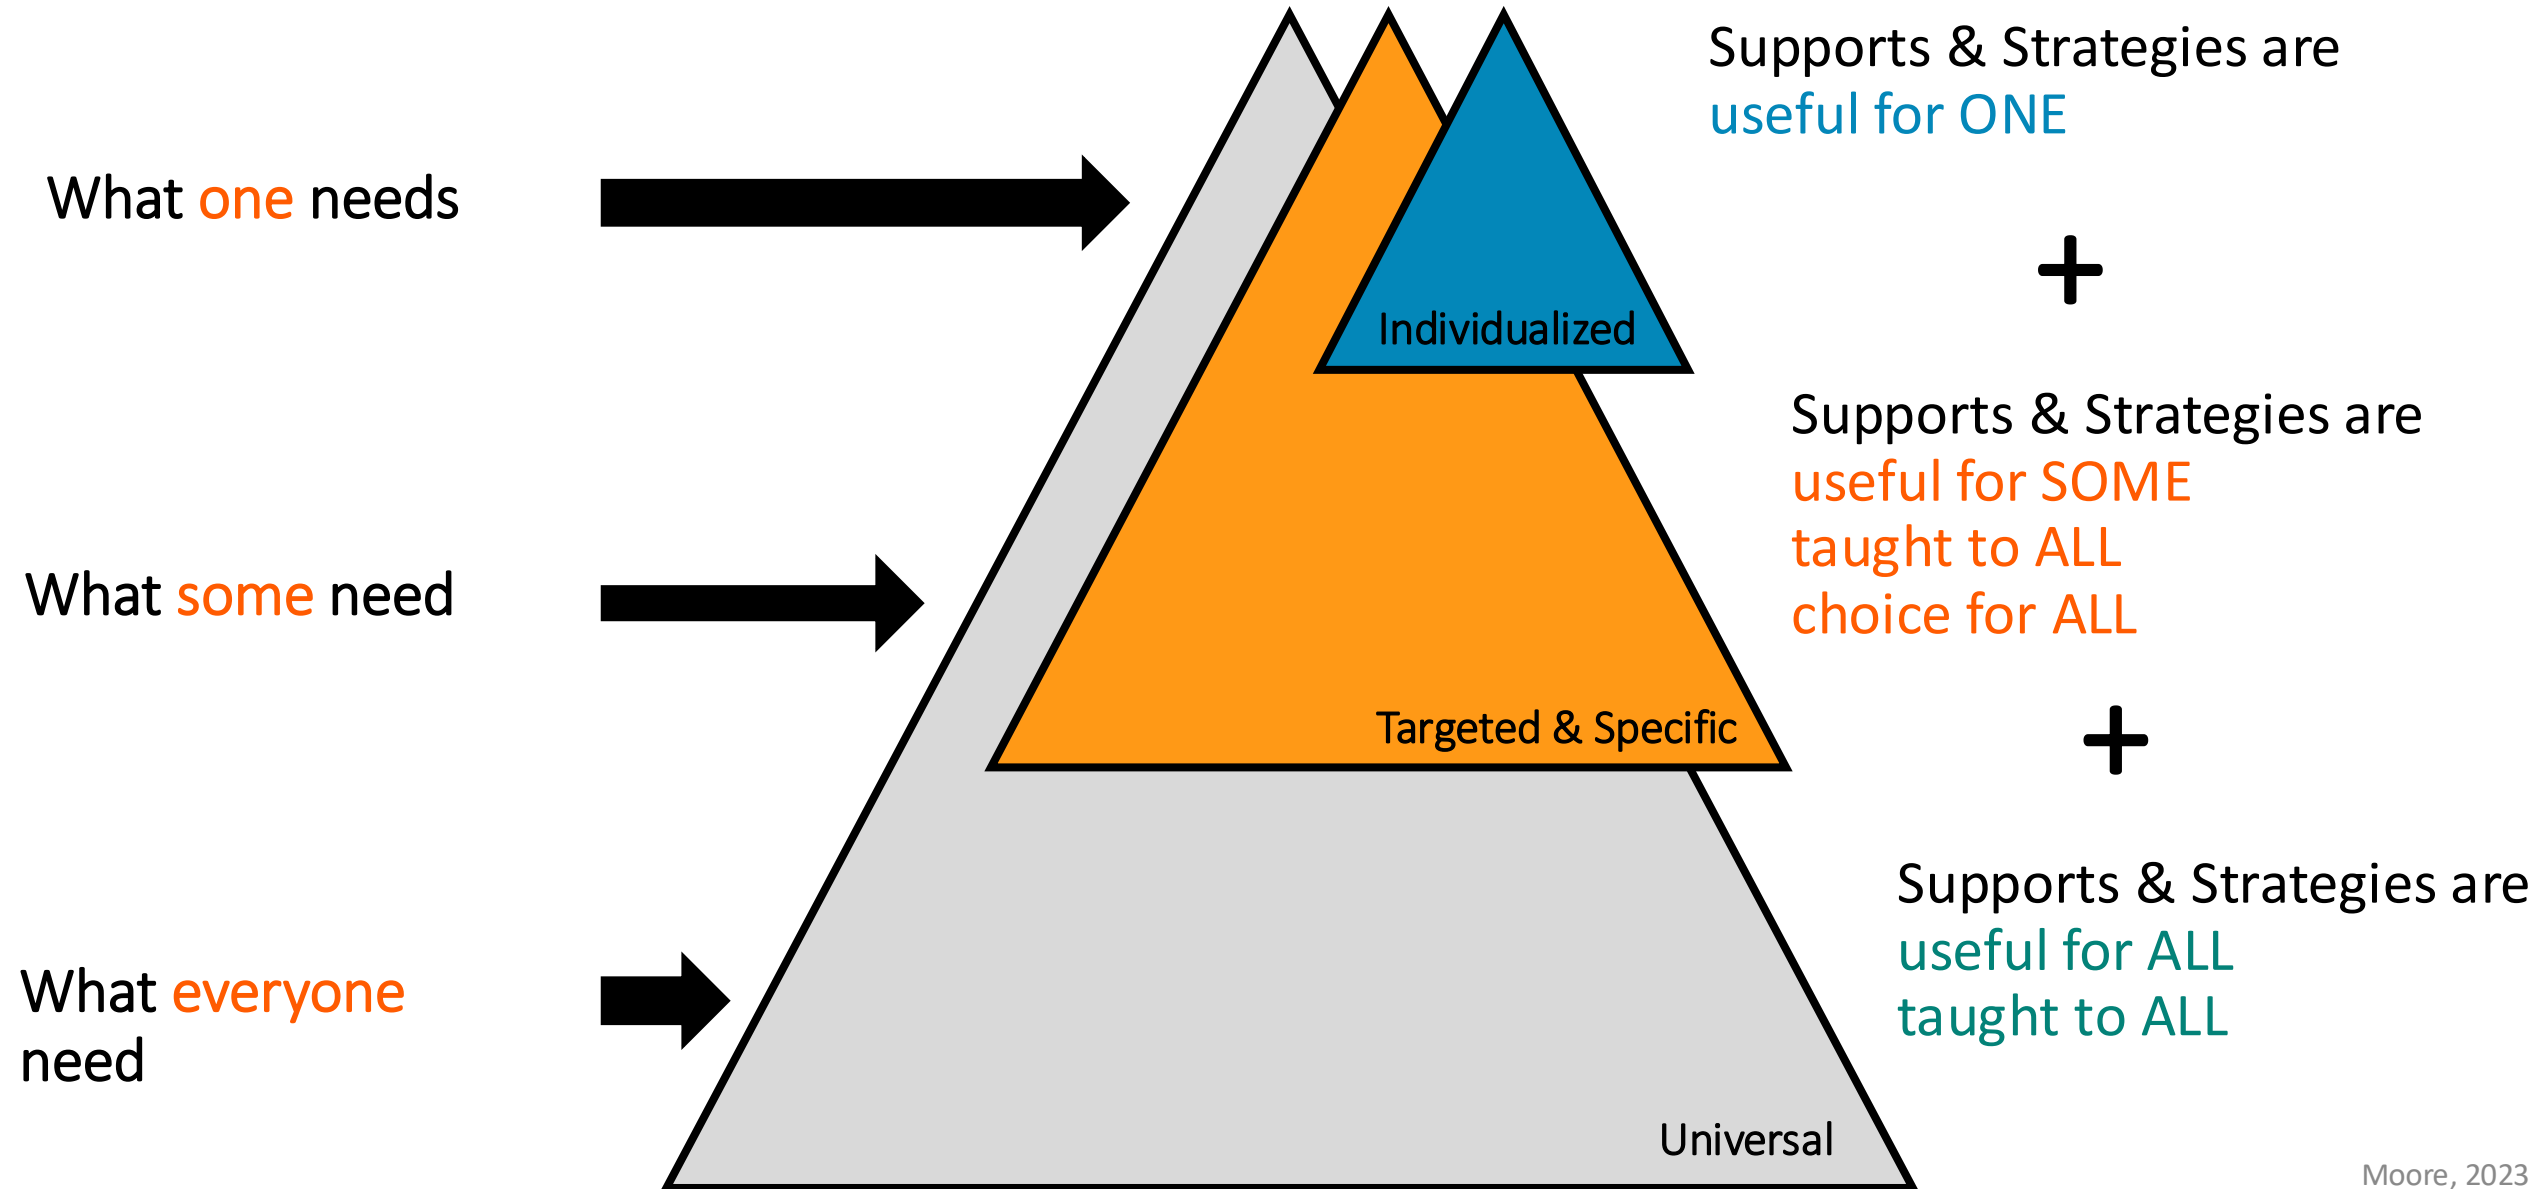 Supports & Strategies are
useful for ONE
What one needs
+
Individualized
Supports & Strategies are
useful for SOME
taught to ALL
choice for ALL
What some need
Targeted & Specific
+
Supports & Strategies are
useful for ALL
taught to ALL
What everyone
need
Universal
Moore, 2023